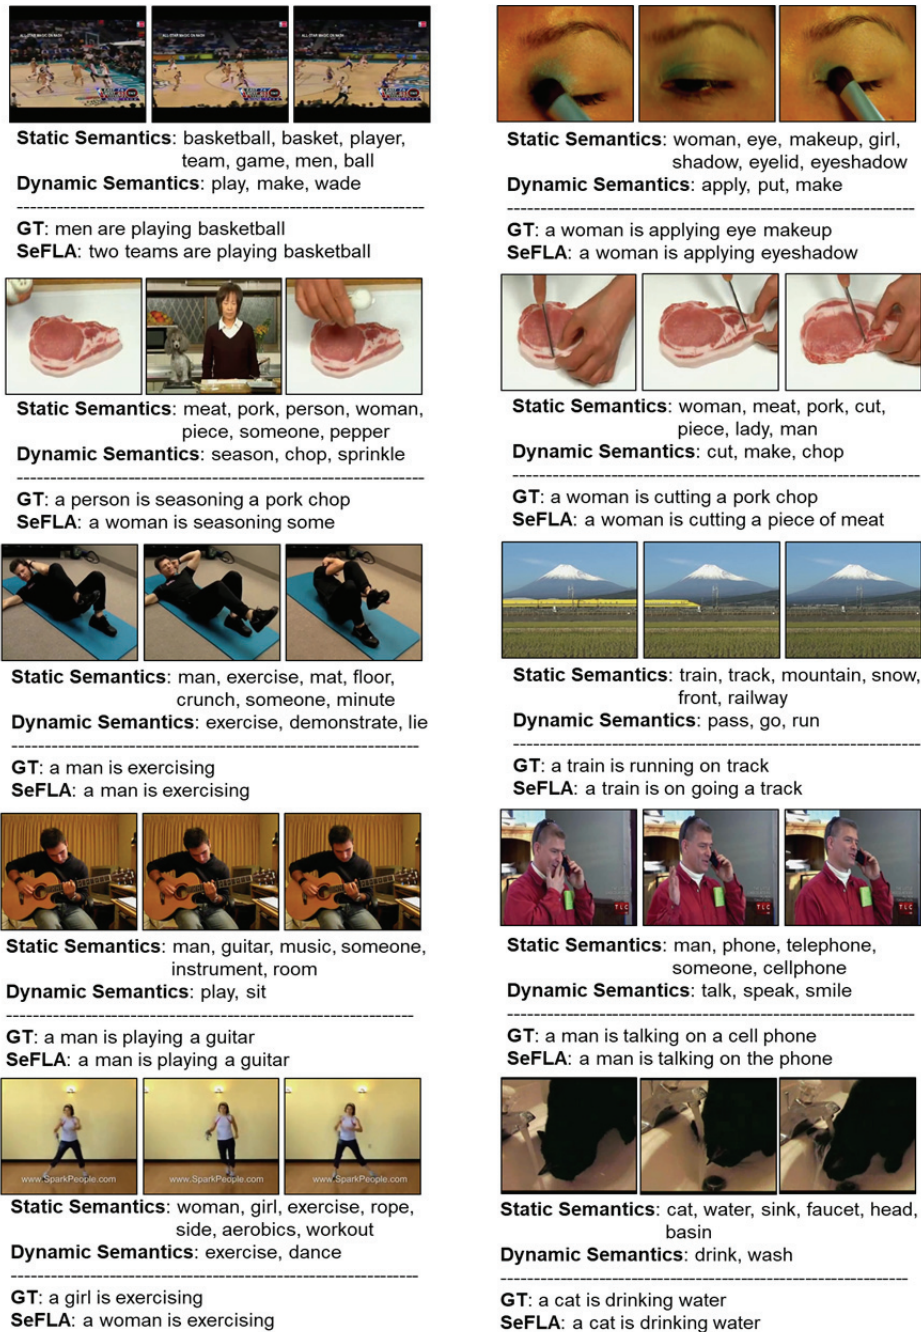 ALL-STAR MAGIC ON NASN
Static Semantics: basketball, basket, player,
team, game, men, ball
Dynamic Semantics: play, make, wade
GT: men are playing basketball
SeFLA: two teams are playing basketball
Static Semantics: woman, eye, makeup, girl,
shadow, eyelid, eyeshadow
Dynamic Semantics: apply, put, make
GT: a woman is applying eye makeup
SeFLA: a woman is applying eyeshadow
Static Semantics: meat, pork, person, woman,
piece, someone, pepper
Dynamic Semantics: season, chop, sprinkle
GT: a person is seasoning a pork chop
SeFLA: a woman is seasoning some
Static Semantics: woman, meat, pork, cut,
piece, lady, man
Dynamic Semantics: cut, make, chop
GT: a woman is cutting a pork chop
SeFLA: a woman is cutting a piece of meat
Static Semantics: man, exercise, mat, floor,
crunch, someone, minute
Dynamic Semantics: exercise, demonstrate, lie
GT: a man is exercising
SeFLA: a man is exercising
Static Semantics: train, track, mountain, snow,
front, railway
Dynamic Semantics: pass, go, run
GT: a train is running on track
SeFLA: a train is on going a track
Static Semantics: man, guitar, music, someone,
instrument, room
Dynamic Semantics: play, sit
GT: a man is playing a guitar
SeFLA: a man is playing a guitar
TLC
TLC
TLC
Static Semantics: man, phone, telephone,
someone, cellphone
Dynamic Semantics: talk, speak, smile
GT: a man is talking on a cell phone
SeFLA: a man is talking on the phone
www.SparkPeople.com
www.SparkPeople.com
www.SparkPeople.com
Static Semantics: woman, girl, exercise, rope,
side, aerobics, workout
Dynamic Semantics: exercise, dance
GT: a girl is exercising
SeFLA: a woman is exercising
Static Semantics: cat, water, sink, faucet, head,
basin
Dynamic Semantics: drink, wash
GT: a cat is drinking water
SeFLA: a cat is drinking water